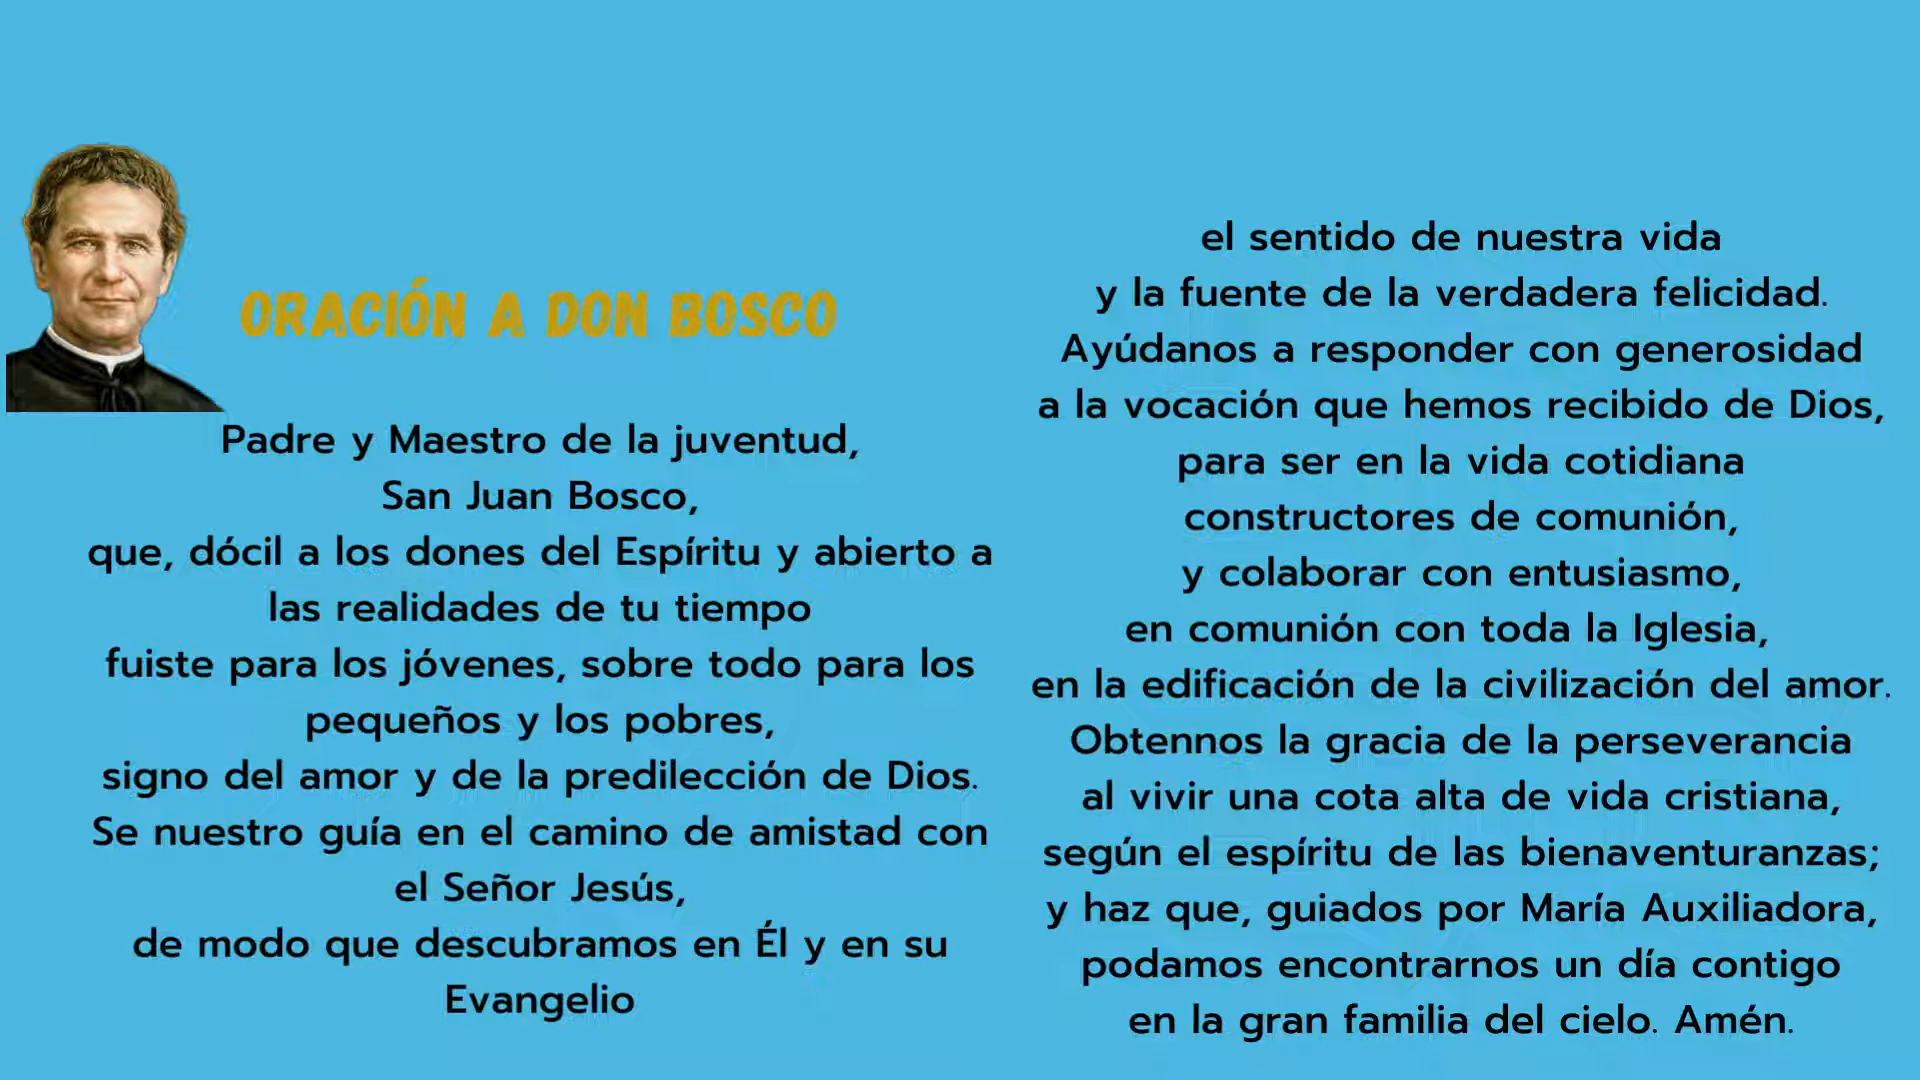 ORACIÓN A DON BOSCO
Padre y Maestro de la juventud,
San Juan Bosco,
que, dócil a los dones del Espíritu y abierto a
las realidades de tu tiempo
fuiste para los jóvenes, sobre todo para los
pequeños y los pobres,
signo del amor y de la predilección de Dios.
Se nuestro guía en el camino de amistad con
el Señor Jesús,
de modo que descubramos en Él y en su
Evangelio
el sentido de nuestra vida
y la fuente de la verdadera felicidad.
Ayúdanos a responder con generosidad
a la vocación que hemos recibido de Dios,
para ser en la vida cotidiana
constructores de comunión,
y colaborar con entusiasmo,
en comunión con toda la Iglesia,
en la edificación de la civilización del amor.
Obtennos la gracia de la perseverancia
al vivir una cota alta de vida cristiana,
según el espíritu de las bienaventuranzas;
y haz que, guiados por María Auxiliadora,
podamos encontrarnos un día contigo
en la gran familia del cielo. Amén.